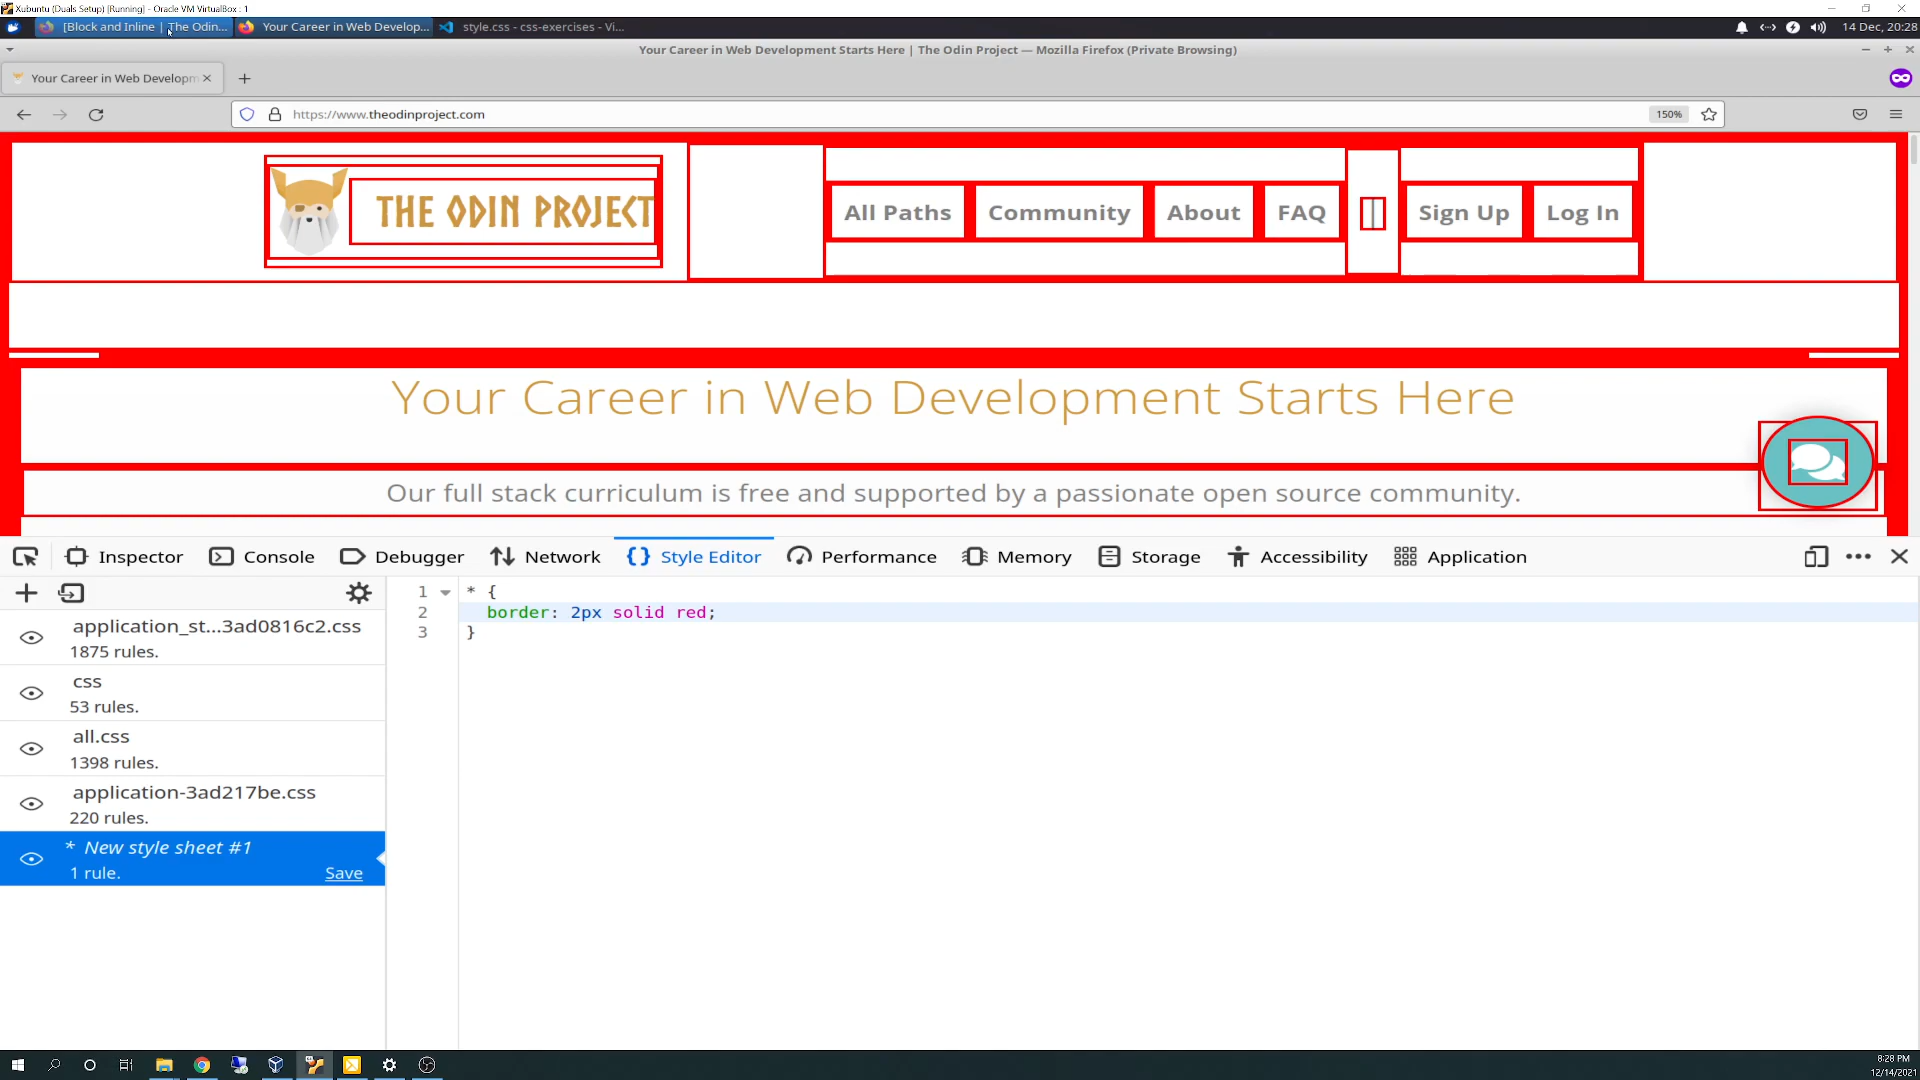 Xubuntu (Duals Setup) [Running] - Oracle VM VirtualBox : 1
[Block and Inline | The Odin...
Your Career in Web Develop...
style.css - css-exercises - Vi...
14 Dec, 20:28
Your Career in Web Development Starts Here | The Odin Project — Mozilla Firefox (Private Browsing)
Your Career in Web Developm
https://www.theodinproject.com
150%
THE ODIN PROJECT
All Paths
Community
About
FAQ
|
Sign Up
Log In
Your Career in Web Development Starts Here
Our full stack curriculum is free and supported by a passionate open source community.
Inspector
Console
Debugger
Network
Style Editor
Performance
Memory
Storage
Accessibility
Application
application_st...3ad0816c2.css
1875 rules.
css
53 rules.
all.css
1398 rules.
application-3ad217be.css
220 rules.
* New style sheet #1
1 rule.
Save
1 * {
2 border: 2px solid red;
3 }
8:28 PM
12/14/2021